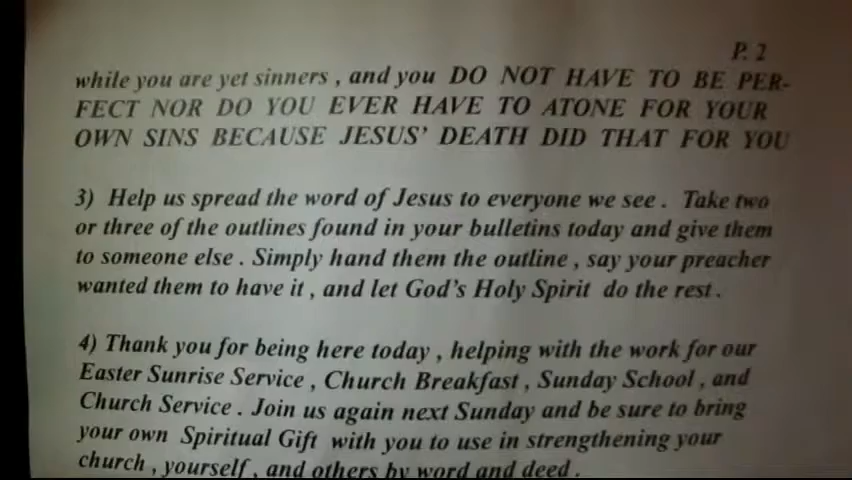 P. 2
while you are yet sinners , and you DO NOT HAVE TO BE PER-
FECT NOR DO YOU EVER HAVE TO ATONE FOR YOUR
OWN SINS BECAUSE JESUS' DEATH DID THAT FOR YOU
3) Help us spread the word of Jesus to everyone we see . Take two
or three of the outlines found in your bulletins today and give them
to someone else . Simply hand them the outline , say your preacher
wanted them to have it , and let God's Holy Spirit do the rest .
4) Thank you for being here today , helping with the work for our
Easter Sunrise Service , Church Breakfast , Sunday School , and
Church Service . Join us again next Sunday and be sure to bring
your own Spiritual Gift with you to use in strengthening your
church , yourself , and others by word and deed .